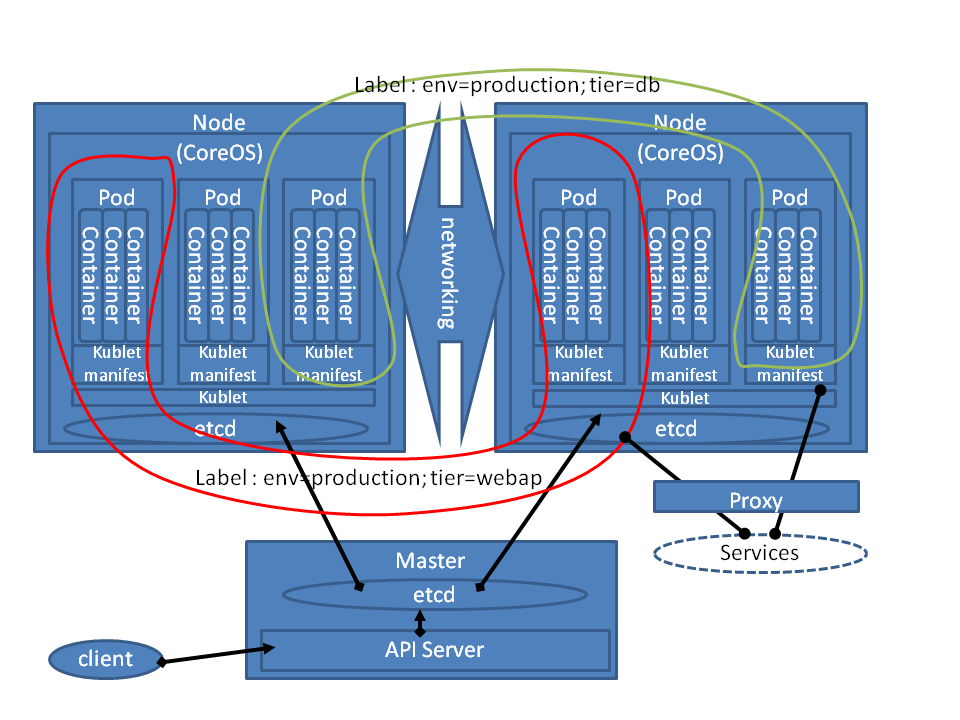 Label : env=production; tier=db
Node
(CoreOS)
Pod
Container
Container
Container
Kublet
manifest
Pod
Container
Container
Container
Kublet
manifest
Pod
Container
Container
Container
Kublet
manifest
Kublet
etcd
networking
Node
(CoreOS)
Pod
Container
Container
Container
Kublet
manifest
Pod
Container
Container
Container
Kublet
manifest
Pod
Container
Container
Container
Kublet
manifest
Kublet
etcd
Label : env=production; tier=webap
Proxy
Services
Master
etcd
API Server
client